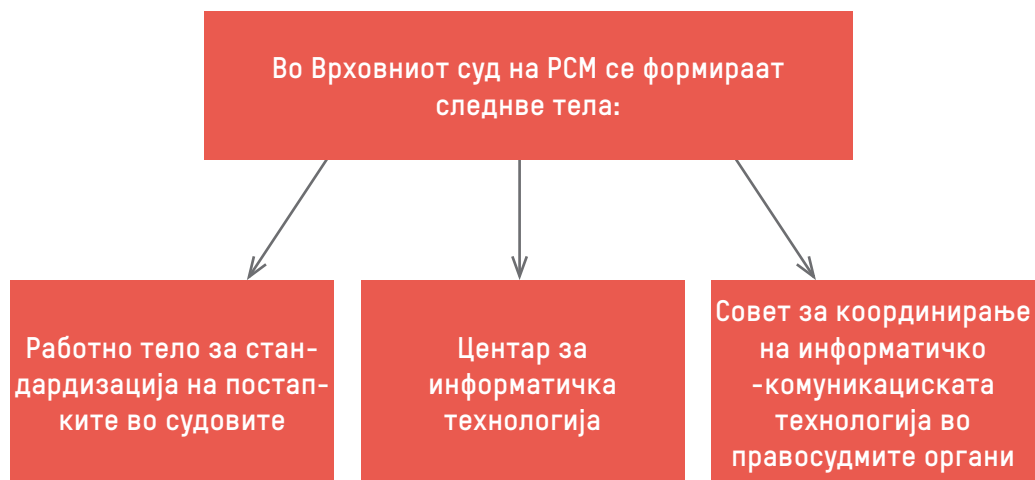 Во Врховниот суд на РСМ се формираат
следнве тела:
Работно тело за стан-
дардизација на постап-
ките во судовите
Центар за
информатичка
технологија
Совет за координирање
на информатичко
-комуникациската
технологија во
правосудмите органи